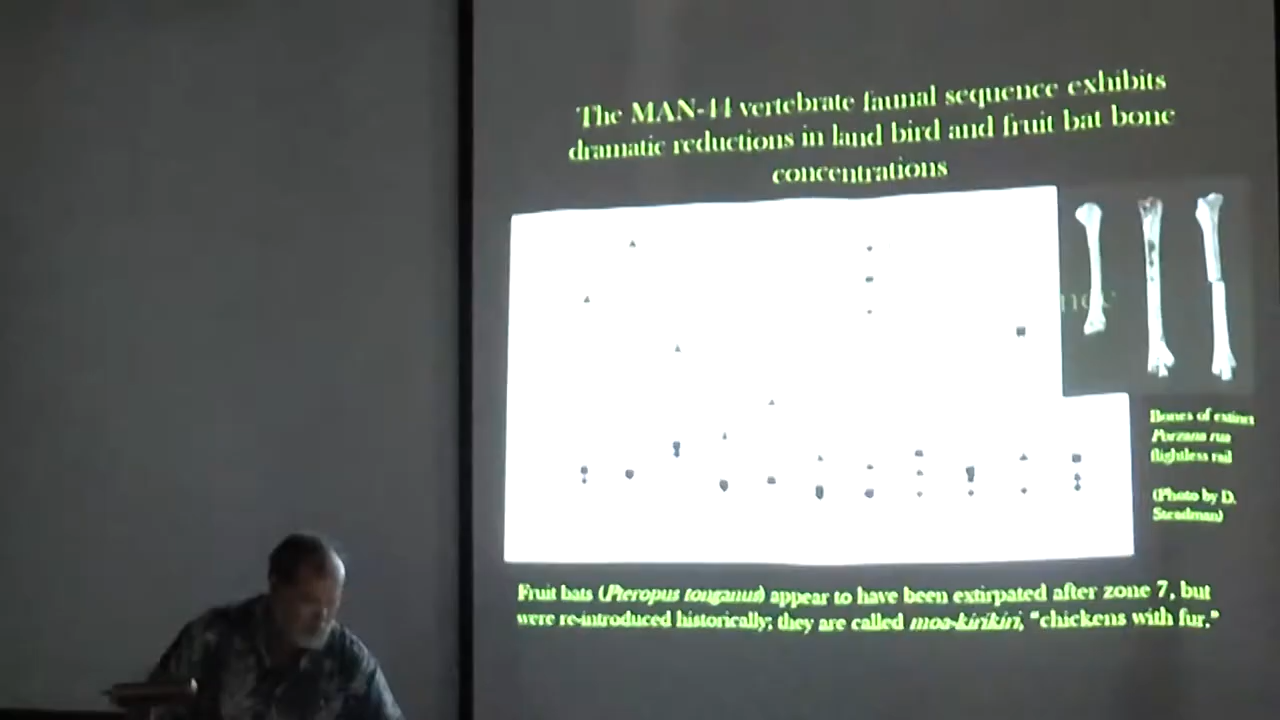 The MAN-44 vertebrate faunal sequence exhibits
dramatic reductions in land bird and fruit bat bone
concentrations
Bones of extinct
Porzana rua
flightless rail
(Photo by D.
Steadman)
Fruit bats (Pteropus tonganus) appear to have been extirpated after zone 7, but
were re-introduced historically; they are called moa-kirikiri, "chickens with fur."